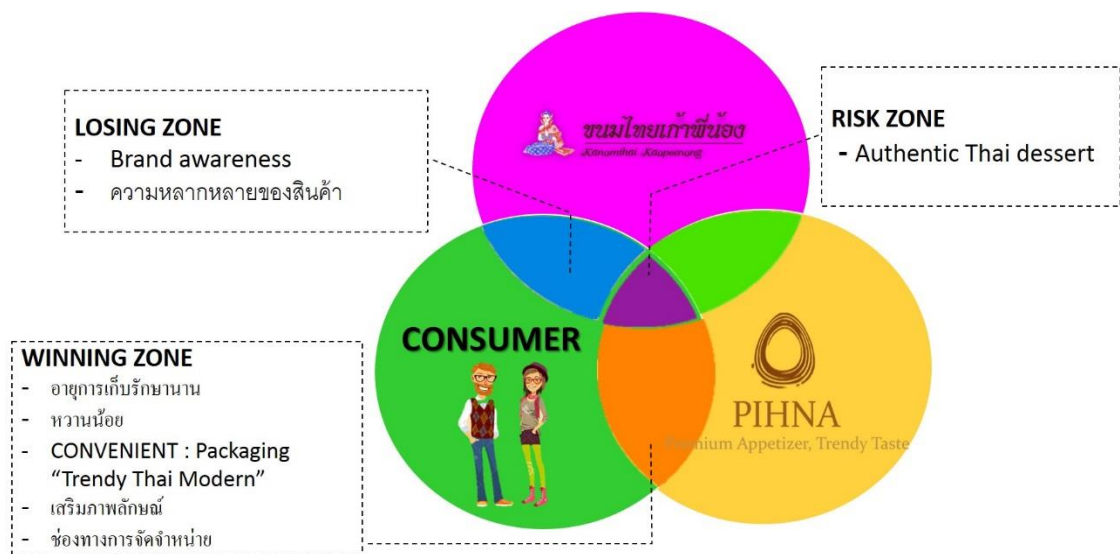 LOSING ZONE
- Brand awareness
- ความหลากหลายของสินค้า
ขนมไทยเก้าพี่น้อง
Kanomthai Kaopeenong
RISK ZONE
- Authentic Thai dessert
CONSUMER
PIHNA
Premium Appetizer, Trendy Taste
WINNING ZONE
- อายุการเก็บรักษานาน
- หวานน้อย
- CONVENIENT : Packaging
“Trendy Thai Modern”
- เสริมภาพลักษณ์
- ช่องทางการจัดจำหน่าย